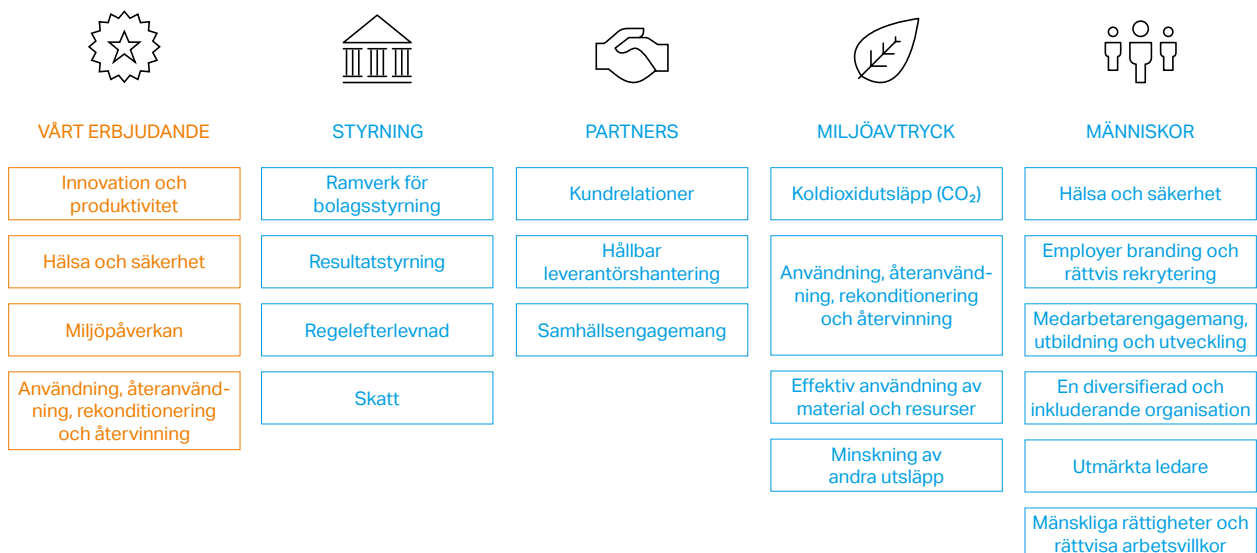 VÅRT ERBJUDANDE
Innovation och
produktivitet
Hälsa och säkerhet
Miljöpåverkan
Användning, återanvänd-
ning, rekonditionering
och återvinning
STYRNING
Ramverk för
bolagsstyrning
Resultatstyrning
Regelefterlevnad
Skatt
PARTNERS
Kundrelationer
Hållbar
leverantörshantering
Samhällsengagemang
MILJÖAVTRYCK
Koldioxidutsläpp (CO₂)
Användning, återanvänd-
ning, rekonditionering
och återvinning
Effektiv användning av
material och resurser
Minskning av
andra utsläpp
MÄNNISKOR
Hälsa och säkerhet
Employer branding och
rättvis rekrytering
Medarbetarengagemang,
utbildning och utveckling
En diversifierad och
inkluderande organisation
Utmärkta ledare
Mänskliga rättigheter och
rättvisa arbetsvillkor